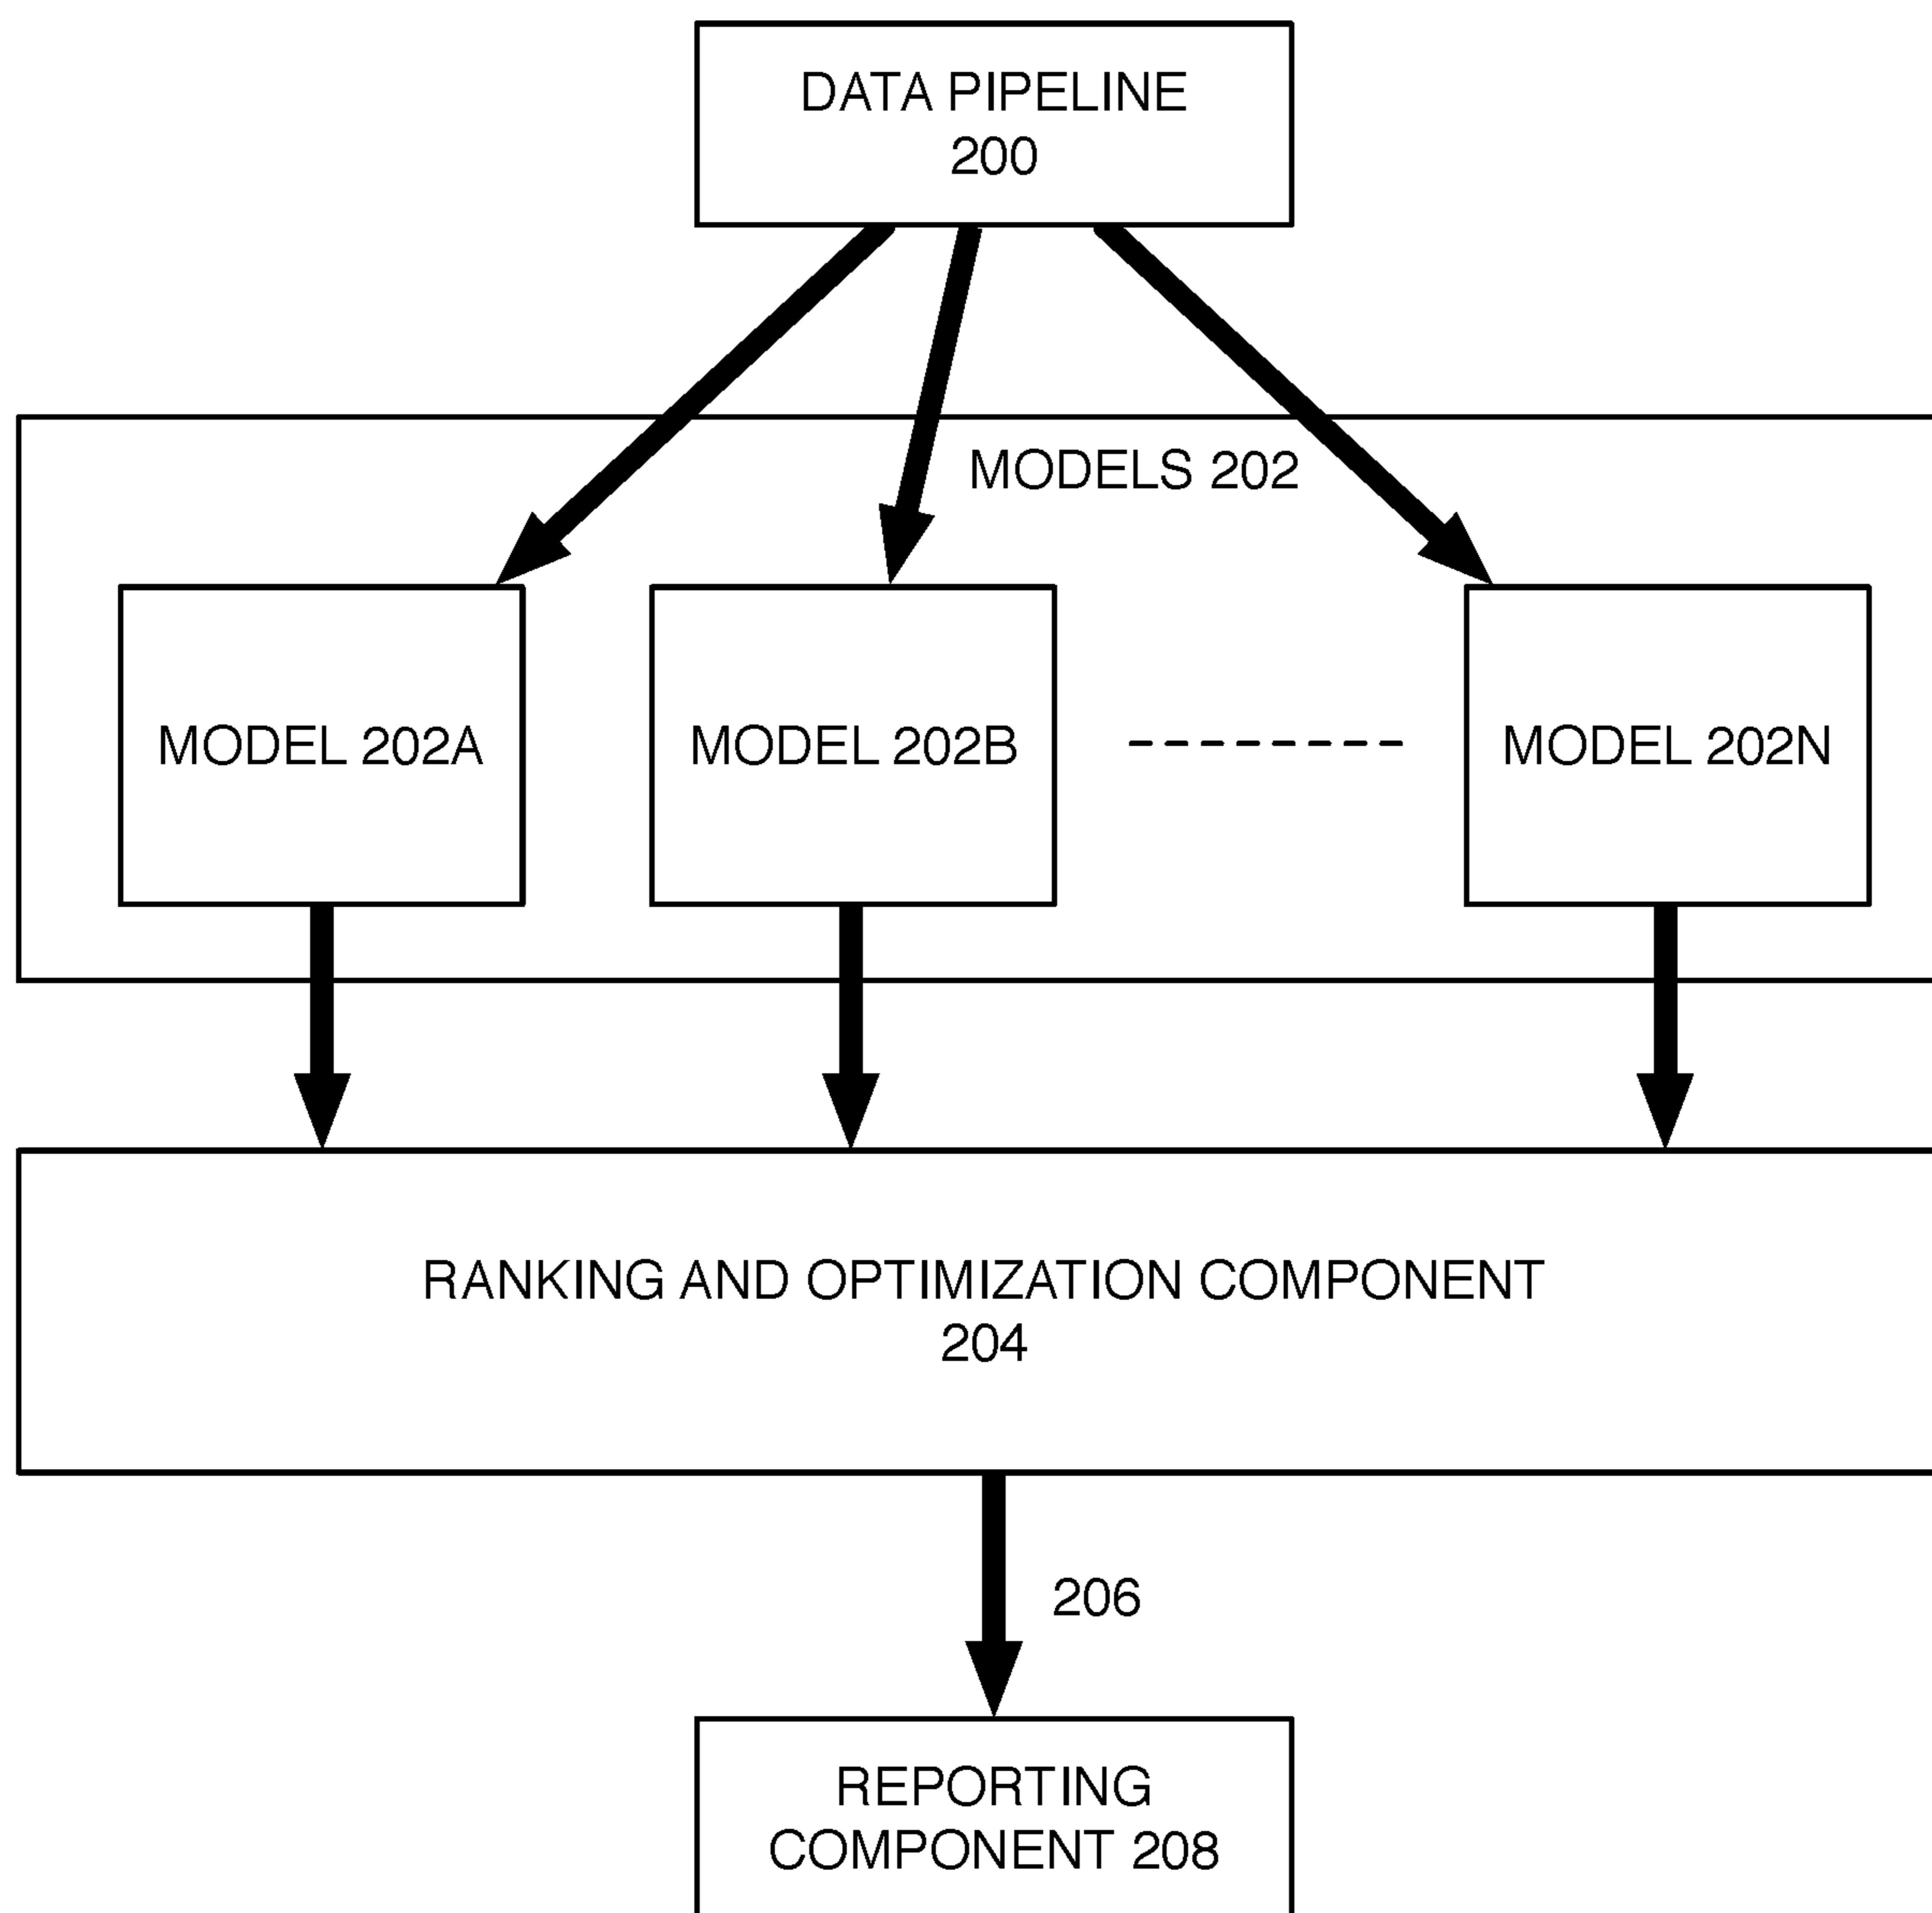 DATA PIPELINE
200
MODELS 202
MODEL 202A
MODEL 202B
MODEL 202N
RANKING AND OPTIMIZATION COMPONENT
204
206
REPORTING
COMPONENT 208